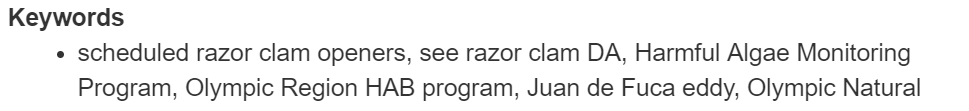 Keywords
• scheduled razor clam openers, see razor clam DA, Harmful Algae Monitoring
Program, Olympic Region HAB program, Juan de Fuca eddy, Olympic Natural